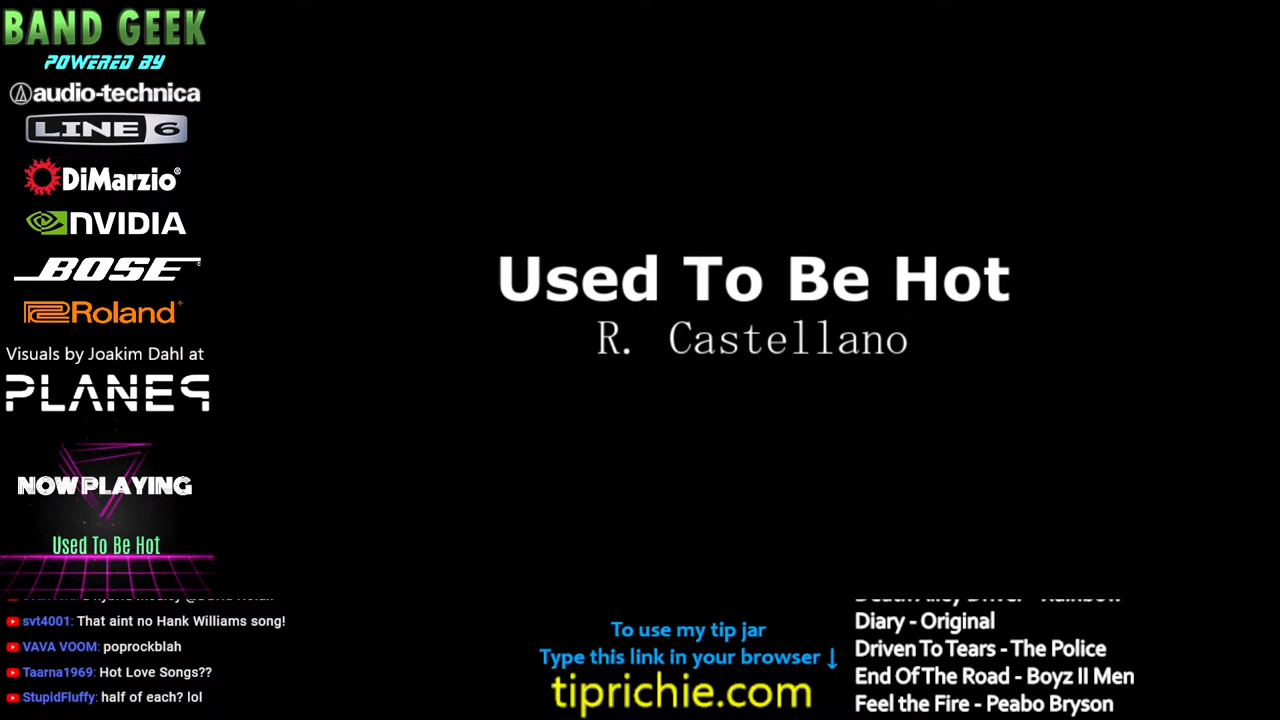 BAND GEEK
POWERED BY
audio-technica
LINE 6
DiMarzio®
NVIDIA
BOSE
Roland®
Visuals by Joakim Dahl at
PLANE9
NOW PLAYING
Used To Be Hot
Used To Be Hot
R. Castellano
svt4001: That aint no Hank Williams song!
VAVA VOOM: poprockblah
Taarna1969: Hot Love Songs??
StupidFluffy: half of each? lol
To use my tip jar
Type this link in your browser ↓
tiprichie.com
Diary - Original
Driven To Tears - The Police
End Of The Road - Boyz II Men
Feel the Fire - Peabo Bryson